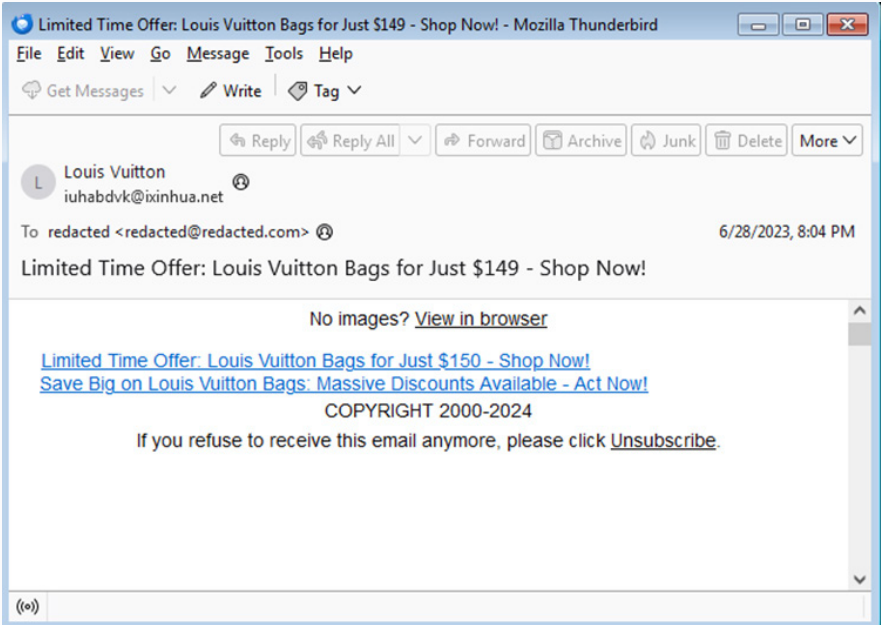 Limited Time Offer: Louis Vuitton Bags for Just $149 - Shop Now! - Mozilla Thunderbird
File Edit View Go Message Tools Help
Get Messages Write Tag
Reply Reply All Forward Archive Junk Delete More
L
Louis Vuitton
iuhabdvk@ixinhua.net
To redacted <redacted@redacted.com> 6/28/2023, 8:04 PM
Limited Time Offer: Louis Vuitton Bags for Just $149 - Shop Now!
No images? View in browser
Limited Time Offer: Louis Vuitton Bags for Just $150 - Shop Now!
Save Big on Louis Vuitton Bags: Massive Discounts Available - Act Now!
COPYRIGHT 2000-2024
If you refuse to receive this email anymore, please click Unsubscribe.